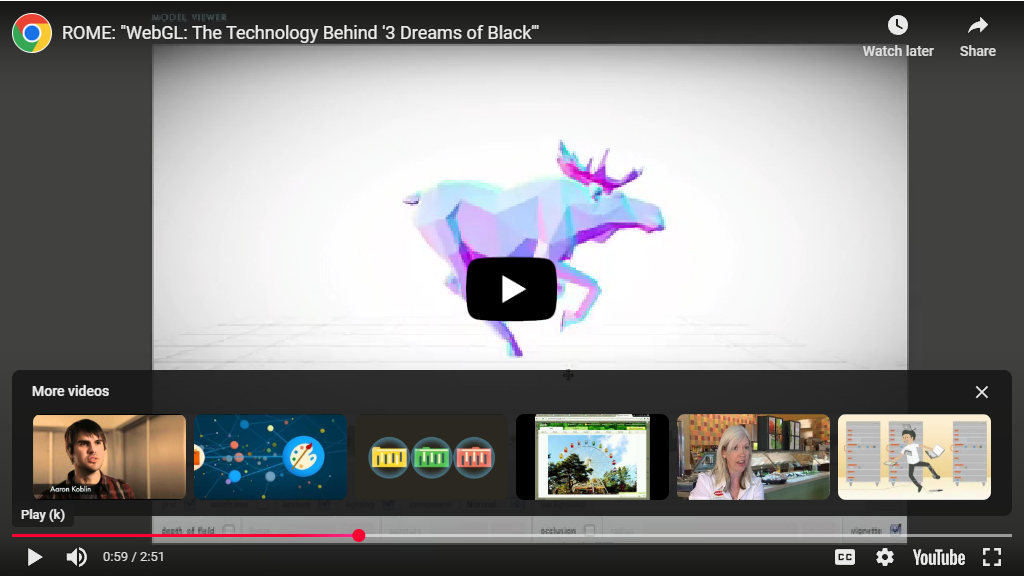 MODEL VIEWER
ROME: "WebGL: The Technology Behind '3 Dreams of Black'"
Watch later
Share
More videos
Aaron Koblin
Play (k)
depth of field
occlusion
vignette
0:59 / 2:51
CC
YouTube